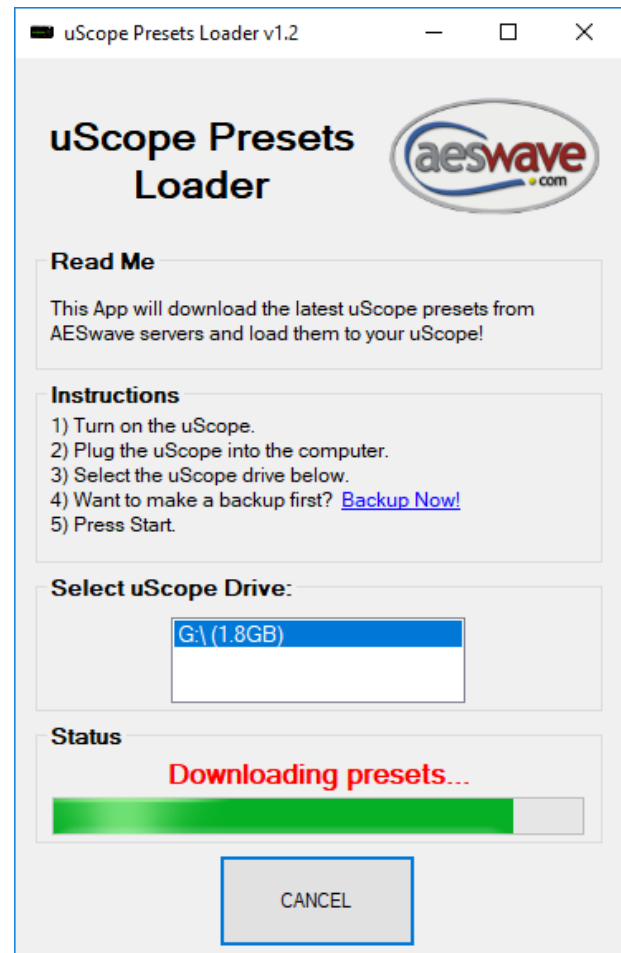 uScope Presets Loader v1.2
uScope Presets
Loader
aeswave
.com
Read Me
This App will download the latest uScope presets from
AESwave servers and load them to your uScope!
Instructions
1) Turn on the uScope.
2) Plug the uScope into the computer.
3) Select the uScope drive below.
4) Want to make a backup first? Backup Now!
5) Press Start.
Select uScope Drive:
G:\ (1.8GB)
Status
Downloading presets...
CANCEL